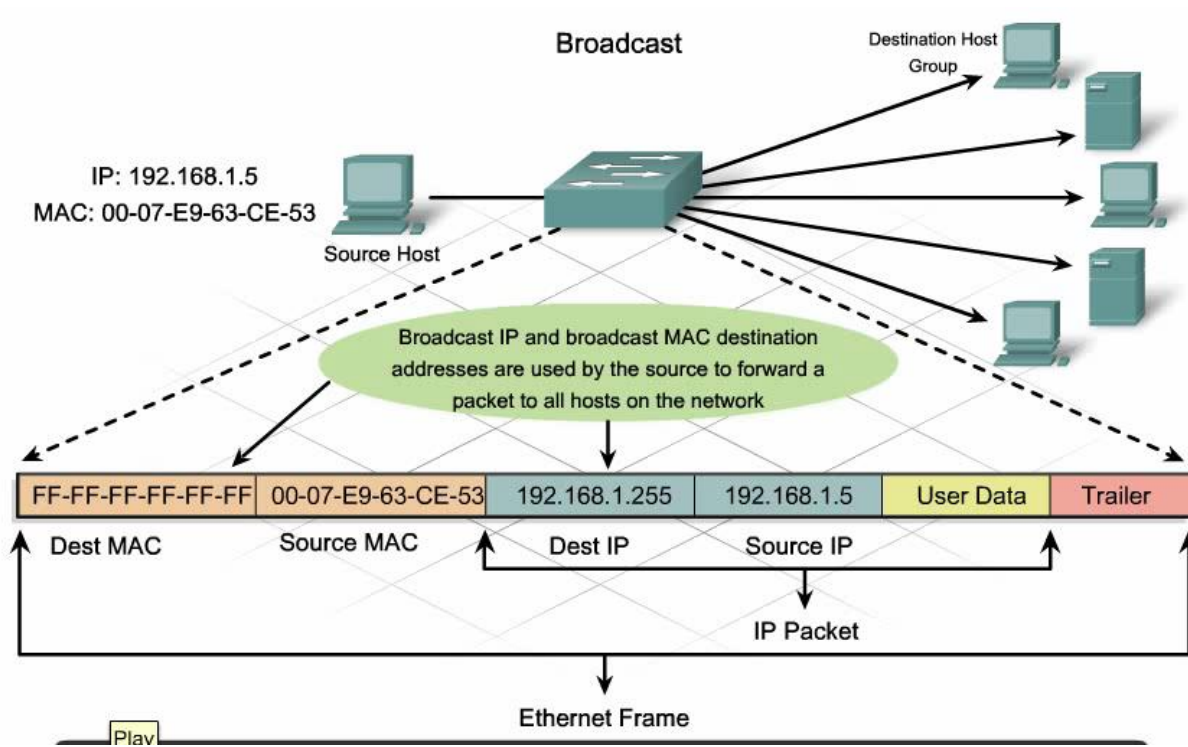 Broadcast
Destination Host
Group
IP: 192.168.1.5
MAC: 00-07-E9-63-CE-53
Source Host
Broadcast IP and broadcast MAC destination
addresses are used by the source to forward a
packet to all hosts on the network
FF-FF-FF-FF-FF-FF 00-07-E9-63-CE-53 192.168.1.255 192.168.1.5 User Data Trailer
Dest MAC Source MAC Dest IP Source IP
IP Packet
Ethernet Frame
Play